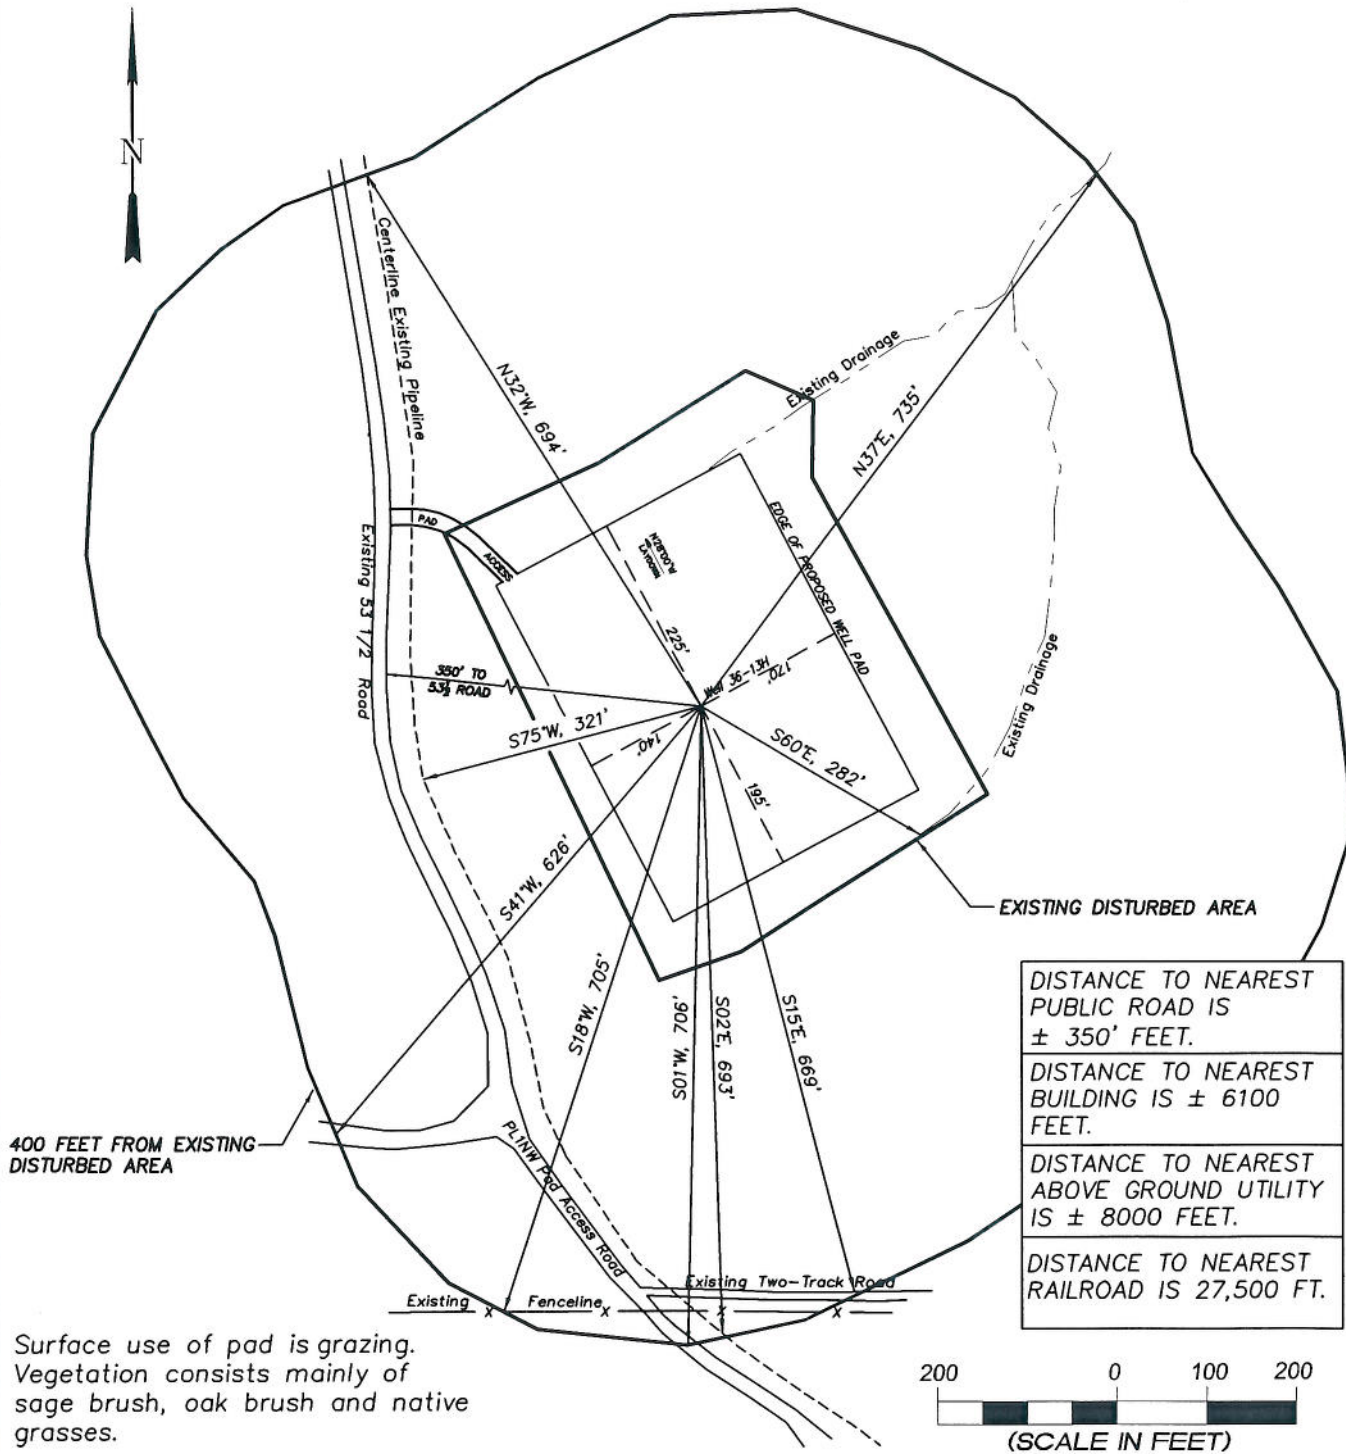 N
Centerline Existing Pipeline
N32°W, 694'
Existing Drainage
N37°E, 735'
PAD
ACCESS
N28°00'W
LAYDOWN
EDGE OF PROPOSED WELL PAD
Existing 53 1/2 Road
225'
Well 36-13H
170'
350' TO
53½ ROAD
S75°W, 321'
140'
S60°E, 282'
195'
Existing Drainage
S41°W, 626'
EXISTING DISTURBED AREA
S18°W, 705'
S01°W, 706'
S02°E, 693'
S15°E, 669'
DISTANCE TO NEAREST
PUBLIC ROAD IS
± 350' FEET.
DISTANCE TO NEAREST
BUILDING IS ± 6100
FEET.
DISTANCE TO NEAREST
ABOVE GROUND UTILITY
IS ± 8000 FEET.
DISTANCE TO NEAREST
RAILROAD IS 27,500 FT.
400 FEET FROM EXISTING
DISTURBED AREA
PL1NW Pad Access Road
Existing Two-Track Road
Existing x Fenceline x x x
Surface use of pad is grazing.
Vegetation consists mainly of
sage brush, oak brush and native
grasses.
200 0 100 200
(SCALE IN FEET)